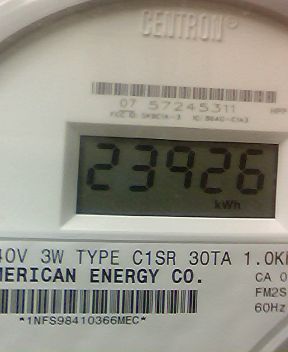 CENTRON®
07 57245311
23926
kWh
40V 3W TYPE C1SR 30TA 1.0K
MERICAN ENERGY CO.
CA 0
FM2S
60Hz
*1NFS98410366MEC*